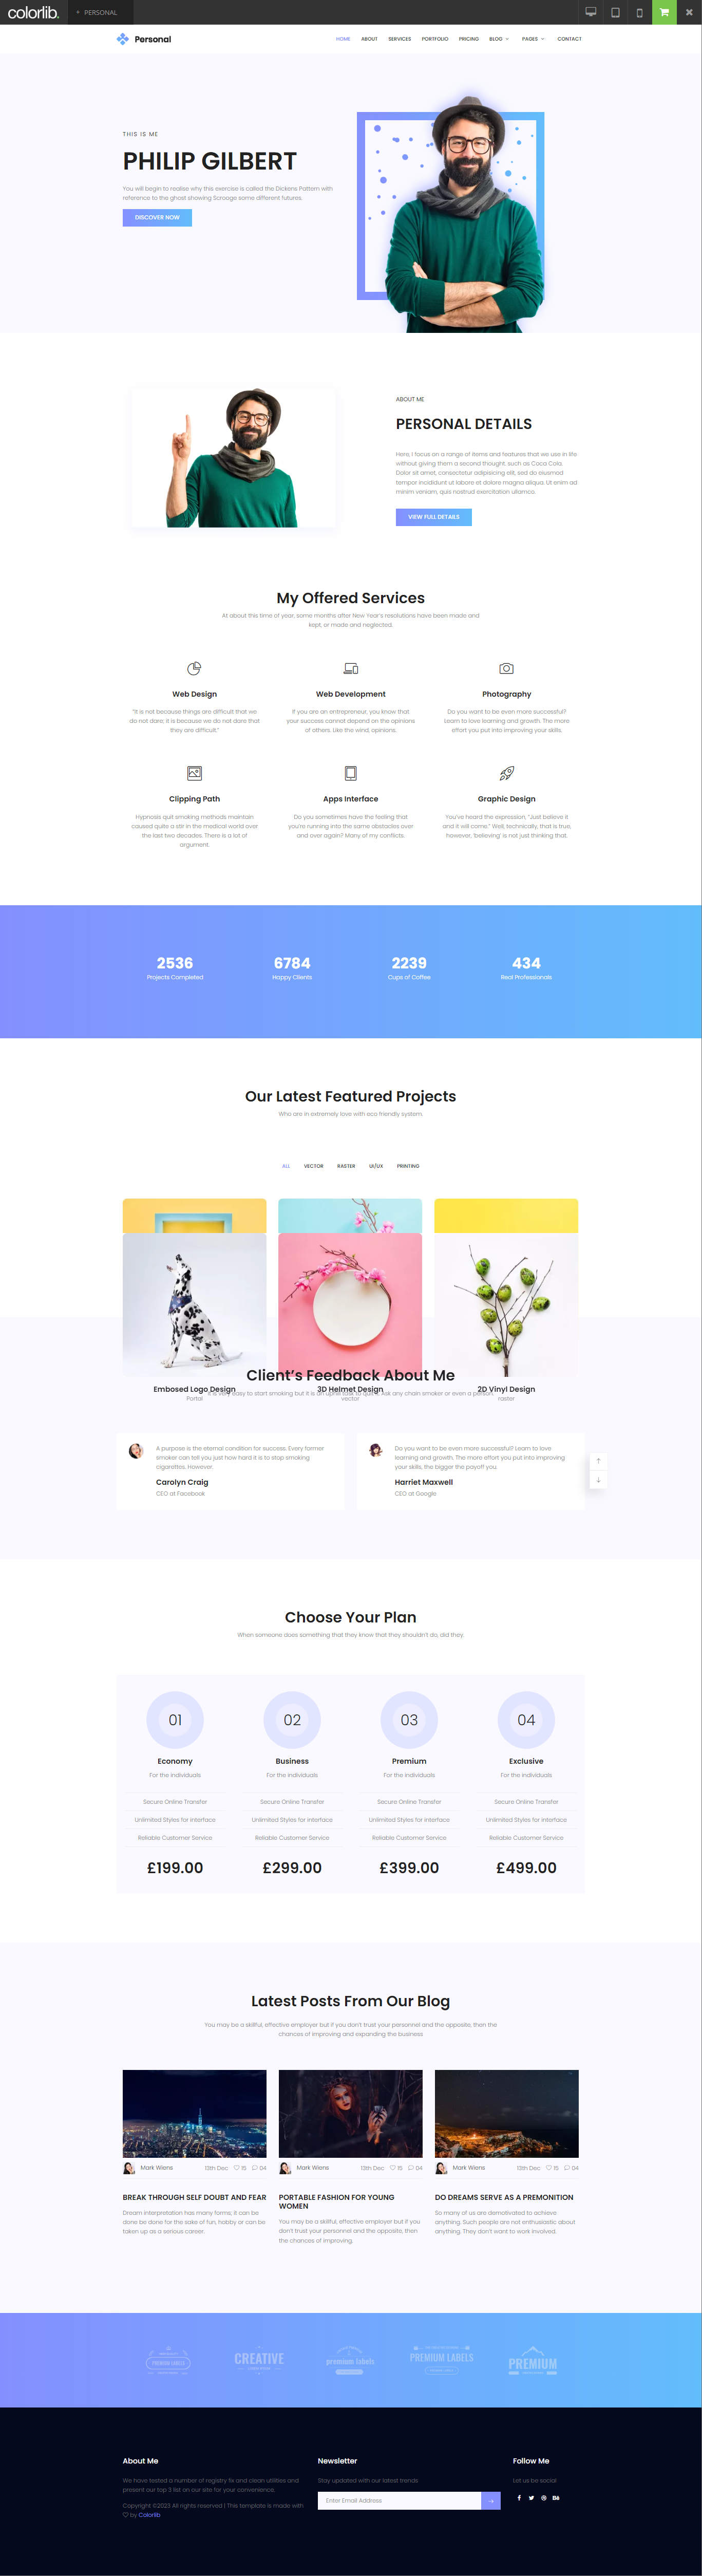 colorlib.
+ PERSONAL
Personal
HOME ABOUT SERVICES PORTFOLIO PRICING BLOG PAGES CONTACT
THIS IS ME
PHILIP GILBERT
You will begin to realise why this exercise is called the Dickens Pattern with
reference to the ghost showing Scrooge some different futures.
DISCOVER NOW
ABOUT ME
PERSONAL DETAILS
Here, I focus on a range of items and features that we use in life
without giving them a second thought. such as Coca Cola.
Dolor sit amet, consectetur adipisicing elit, sed do eiusmod
tempor incididunt ut labore et dolore magna aliqua. Ut enim ad
minim veniam, quis nostrud exercitation ullamco.
VIEW FULL DETAILS
My Offered Services
At about this time of year, some months after New Year's resolutions have been made and
kept, or made and neglected.
Web Design
"It is not because things are difficult that we
do not dare; it is because we do not dare that
they are difficult."
Web Development
If you are an entrepreneur, you know that
your success cannot depend on the opinions
of others. Like the wind, opinions.
Photography
Do you want to be even more successful?
Learn to love learning and growth. The more
effort you put into improving your skills.
Clipping Path
Hypnosis quit smoking methods maintain
caused quite a stir in the medical world over
the last two decades. There is a lot of
argument.
Apps Interface
Do you sometimes have the feeling that
you're running into the same obstacles over
and over again? Many of my conflicts.
Graphic Design
You've heard the expression, "Just believe it
and it will come." Well, technically, that is true,
however, 'believing' is not just thinking that.
2536
Projects Completed
6784
Happy Clients
2239
Cups of Coffee
434
Real Professionals
Our Latest Featured Projects
Who are in extremely love with eco friendly system.
ALL VECTOR RASTER UI/UX PRINTING
Client's Feedback About Me
It is very easy to start smoking but it is an uphill task to quit it. Ask any chain smoker or even a person.
Embosed Logo Design
Portal
3D Helmet Design
vector
2D Vinyl Design
raster
A purpose is the eternal condition for success. Every former
smoker can tell you just how hard it is to stop smoking
cigarettes. However.
Carolyn Craig
CEO at Facebook
Do you want to be even more successful? Learn to love
learning and growth. The more effort you put into improving
your skills, the bigger the payoff you.
Harriet Maxwell
CEO at Google
Choose Your Plan
When someone does something that they know that they shouldn't do, did they.
01
Economy
For the individuals
Secure Online Transfer
Unlimited Styles for interface
Reliable Customer Service
£199.00
02
Business
For the individuals
Secure Online Transfer
Unlimited Styles for interface
Reliable Customer Service
£299.00
03
Premium
For the individuals
Secure Online Transfer
Unlimited Styles for interface
Reliable Customer Service
£399.00
04
Exclusive
For the individuals
Secure Online Transfer
Unlimited Styles for interface
Reliable Customer Service
£499.00
Latest Posts From Our Blog
You may be a skillful, effective employer but if you don't trust your personnel and the opposite, then the
chances of improving and expanding the business
Mark Wiens 13th Dec 15 04
BREAK THROUGH SELF DOUBT AND FEAR
Dream interpretation has many forms; it can be
done be done for the sake of fun, hobby or can be
taken up as a serious career.
Mark Wiens 13th Dec 15 04
PORTABLE FASHION FOR YOUNG
WOMEN
You may be a skillful, effective employer but if you
don't trust your personnel and the opposite, then
the chances of improving.
Mark Wiens 13th Dec 15 04
DO DREAMS SERVE AS A PREMONITION
So many of us are demotivated to achieve
anything. Such people are not enthusiastic about
anything. They don't want to work involved.
PREMIUM LABELS
CREATIVE
premium labels
PREMIUM LABELS
PREMIUM
About Me
We have tested a number of registry fix and clean utilities and
present our top 3 list on our site for your convenience.
Copyright ©2023 All rights reserved | This template is made with
by Colorlib
Newsletter
Stay updated with our latest trends
Enter Email Address
Follow Me
Let us be social